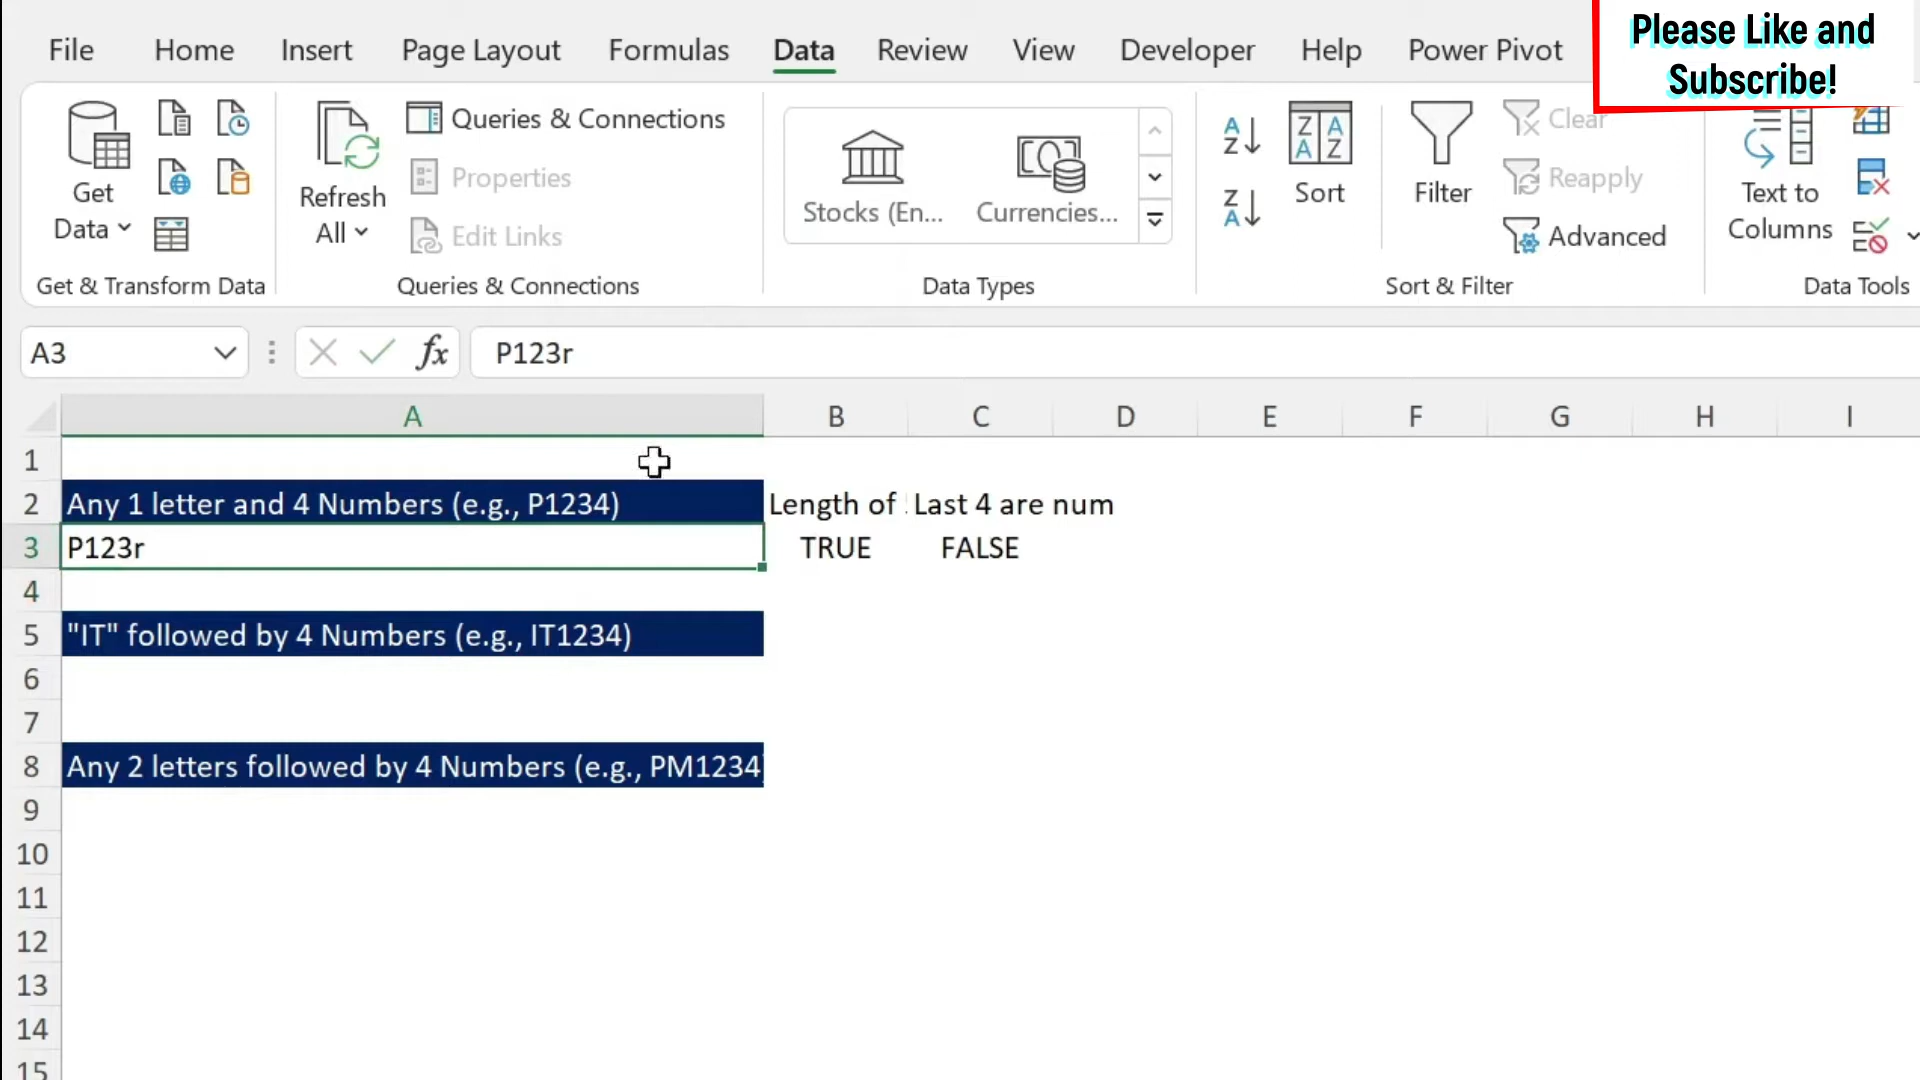 File Home Insert Page Layout Formulas Data Review View Developer Help Power Pivot
Please Like and
Subscribe!
Get
Data
Refresh
All
Queries & Connections
Properties
Edit Links
Stocks (En...
Currencies...
Sort
Filter
Clear
Reapply
Advanced
Text to
Columns
Get & Transform Data
Queries & Connections
Data Types
Sort & Filter
Data Tools
A3
fx
P123r
A B C D E F G H I
1
2 Any 1 letter and 4 Numbers (e.g., P1234) Length of Last 4 are num
3 P123r TRUE FALSE
4
5 "IT" followed by 4 Numbers (e.g., IT1234)
6
7
8 Any 2 letters followed by 4 Numbers (e.g., PM1234)
9
10
11
12
13
14
15